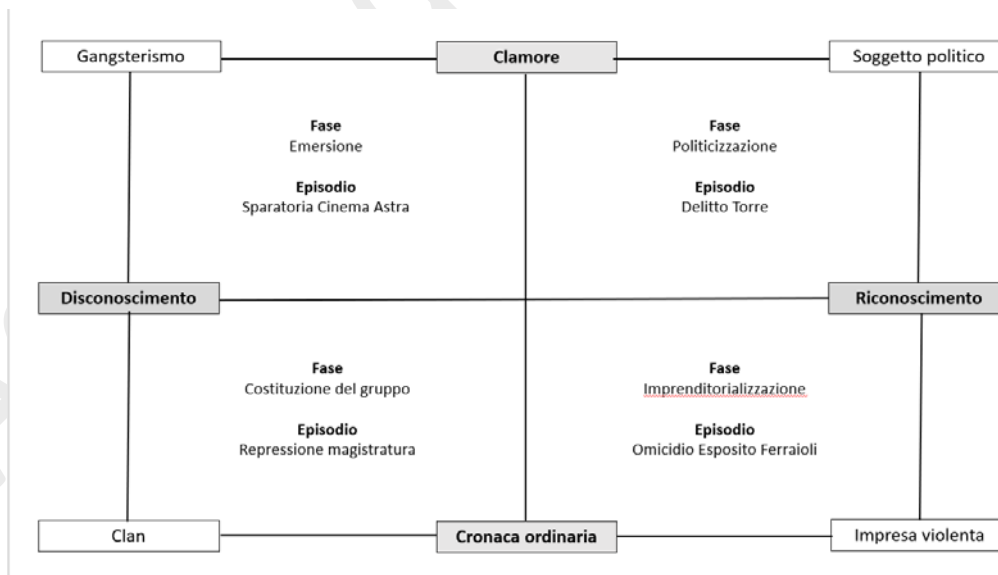 Gangsterismo
Clamore
Soggetto politico
Fase
Emersione
Episodio
Sparatoria Cinema Astra
Fase
Politicizzazione
Episodio
Delitto Torre
Disconoscimento
Riconoscimento
Fase
Costituzione del gruppo
Episodio
Repressione magistratura
Fase
Imprenditorializzazione
Episodio
Omicidio Esposito Ferraioli
Clan
Cronaca ordinaria
Impresa violenta